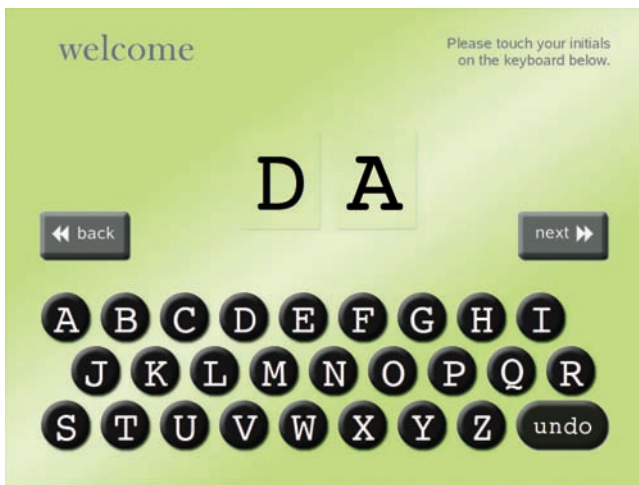 welcome
Please touch your initials
on the keyboard below.
D A
back
next
A B C D E F G H I
J K L M N O P Q R
S T U V W X Y Z undo